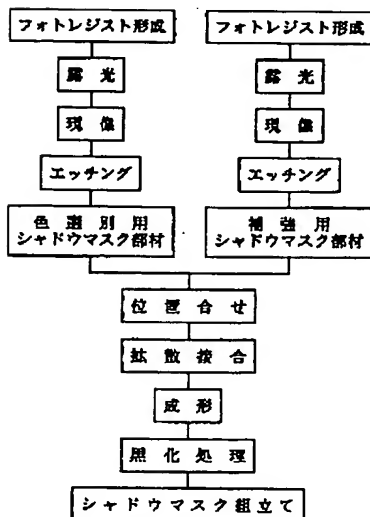 フォトレジスト形成
フォトレジスト形成
露光
露光
現像
現像
エッチング
エッチング
色選別用
シャドウマスク部材
補強用
シャドウマスク部材
位置合せ
拡散接合
成形
黒化処理
シャドウマスク組立て